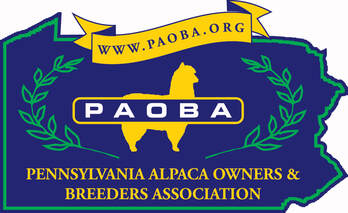 WWW.PAOBA.ORG
PAOBA
PENNSYLVANIA ALPACA OWNERS &
BREEDERS ASSOCIATION